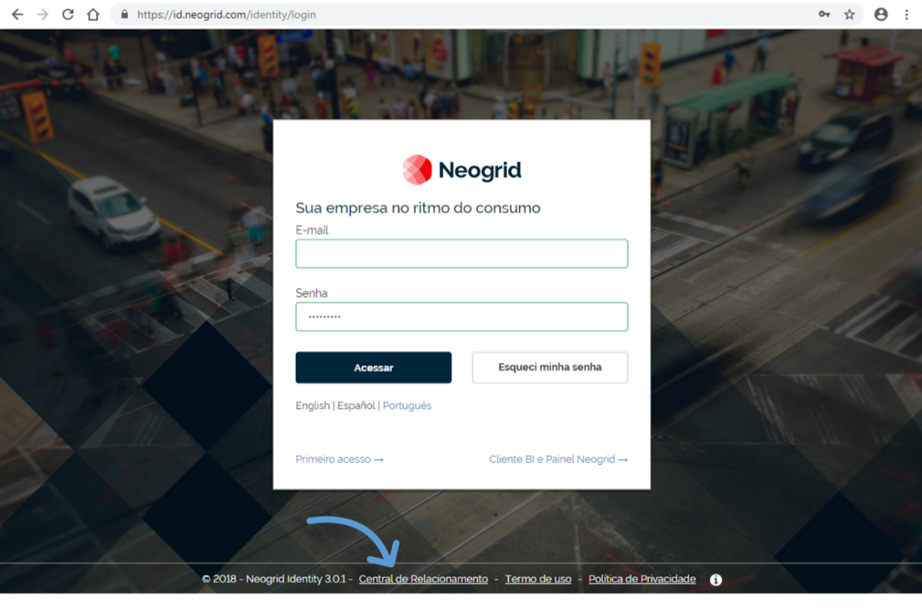 https://id.neogrid.com/identity/login
Neogrid
Sua empresa no ritmo do consumo
E-mail
Senha
Acessar
Esqueci minha senha
English | Español | Português
Primeiro acesso →
Cliente BI e Painel Neogrid →
© 2018 - Neogrid Identity 3.0.1 - Central de Relacionamento - Termo de uso - Política de Privacidade